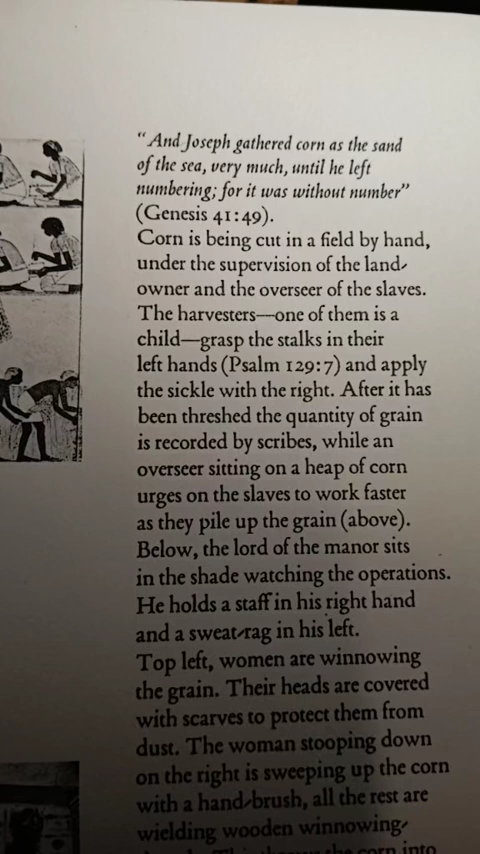 “And Joseph gathered corn as the sand
of the sea, very much, until he left
numbering; for it was without number”
(Genesis 41:49).
Corn is being cut in a field by hand,
under the supervision of the land-
owner and the overseer of the slaves.
The harvesters—one of them is a
child—grasp the stalks in their
left hands (Psalm 129:7) and apply
the sickle with the right. After it has
been threshed the quantity of grain
is recorded by scribes, while an
overseer sitting on a heap of corn
urges on the slaves to work faster
as they pile up the grain (above).
Below, the lord of the manor sits
in the shade watching the operations.
He holds a staff in his right hand
and a sweat-rag in his left.
Top left, women are winnowing
the grain. Their heads are covered
with scarves to protect them from
dust. The woman stooping down
on the right is sweeping up the corn
with a hand-brush, all the rest are
wielding wooden winnowing-
the corn into